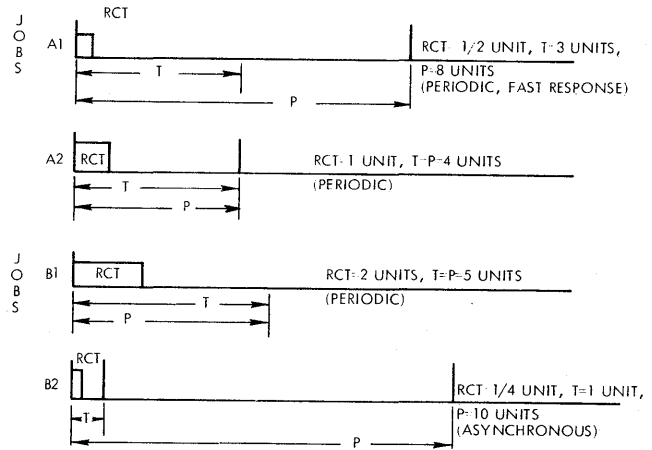 RCT
JOBS
A1
RCT= 1/2 UNIT, T=3 UNITS,
P=8 UNITS
(PERIODIC, FAST RESPONSE)
T
P
A2
RCT
RCT= 1 UNIT, T=P=4 UNITS
(PERIODIC)
T
P
JOBS
B1
RCT
RCT= 2 UNITS, T=P=5 UNITS
(PERIODIC)
T
P
RCT
B2
RCT= 1/4 UNIT, T=1 UNIT,
P=10 UNITS
(ASYNCHRONOUS)
T
P